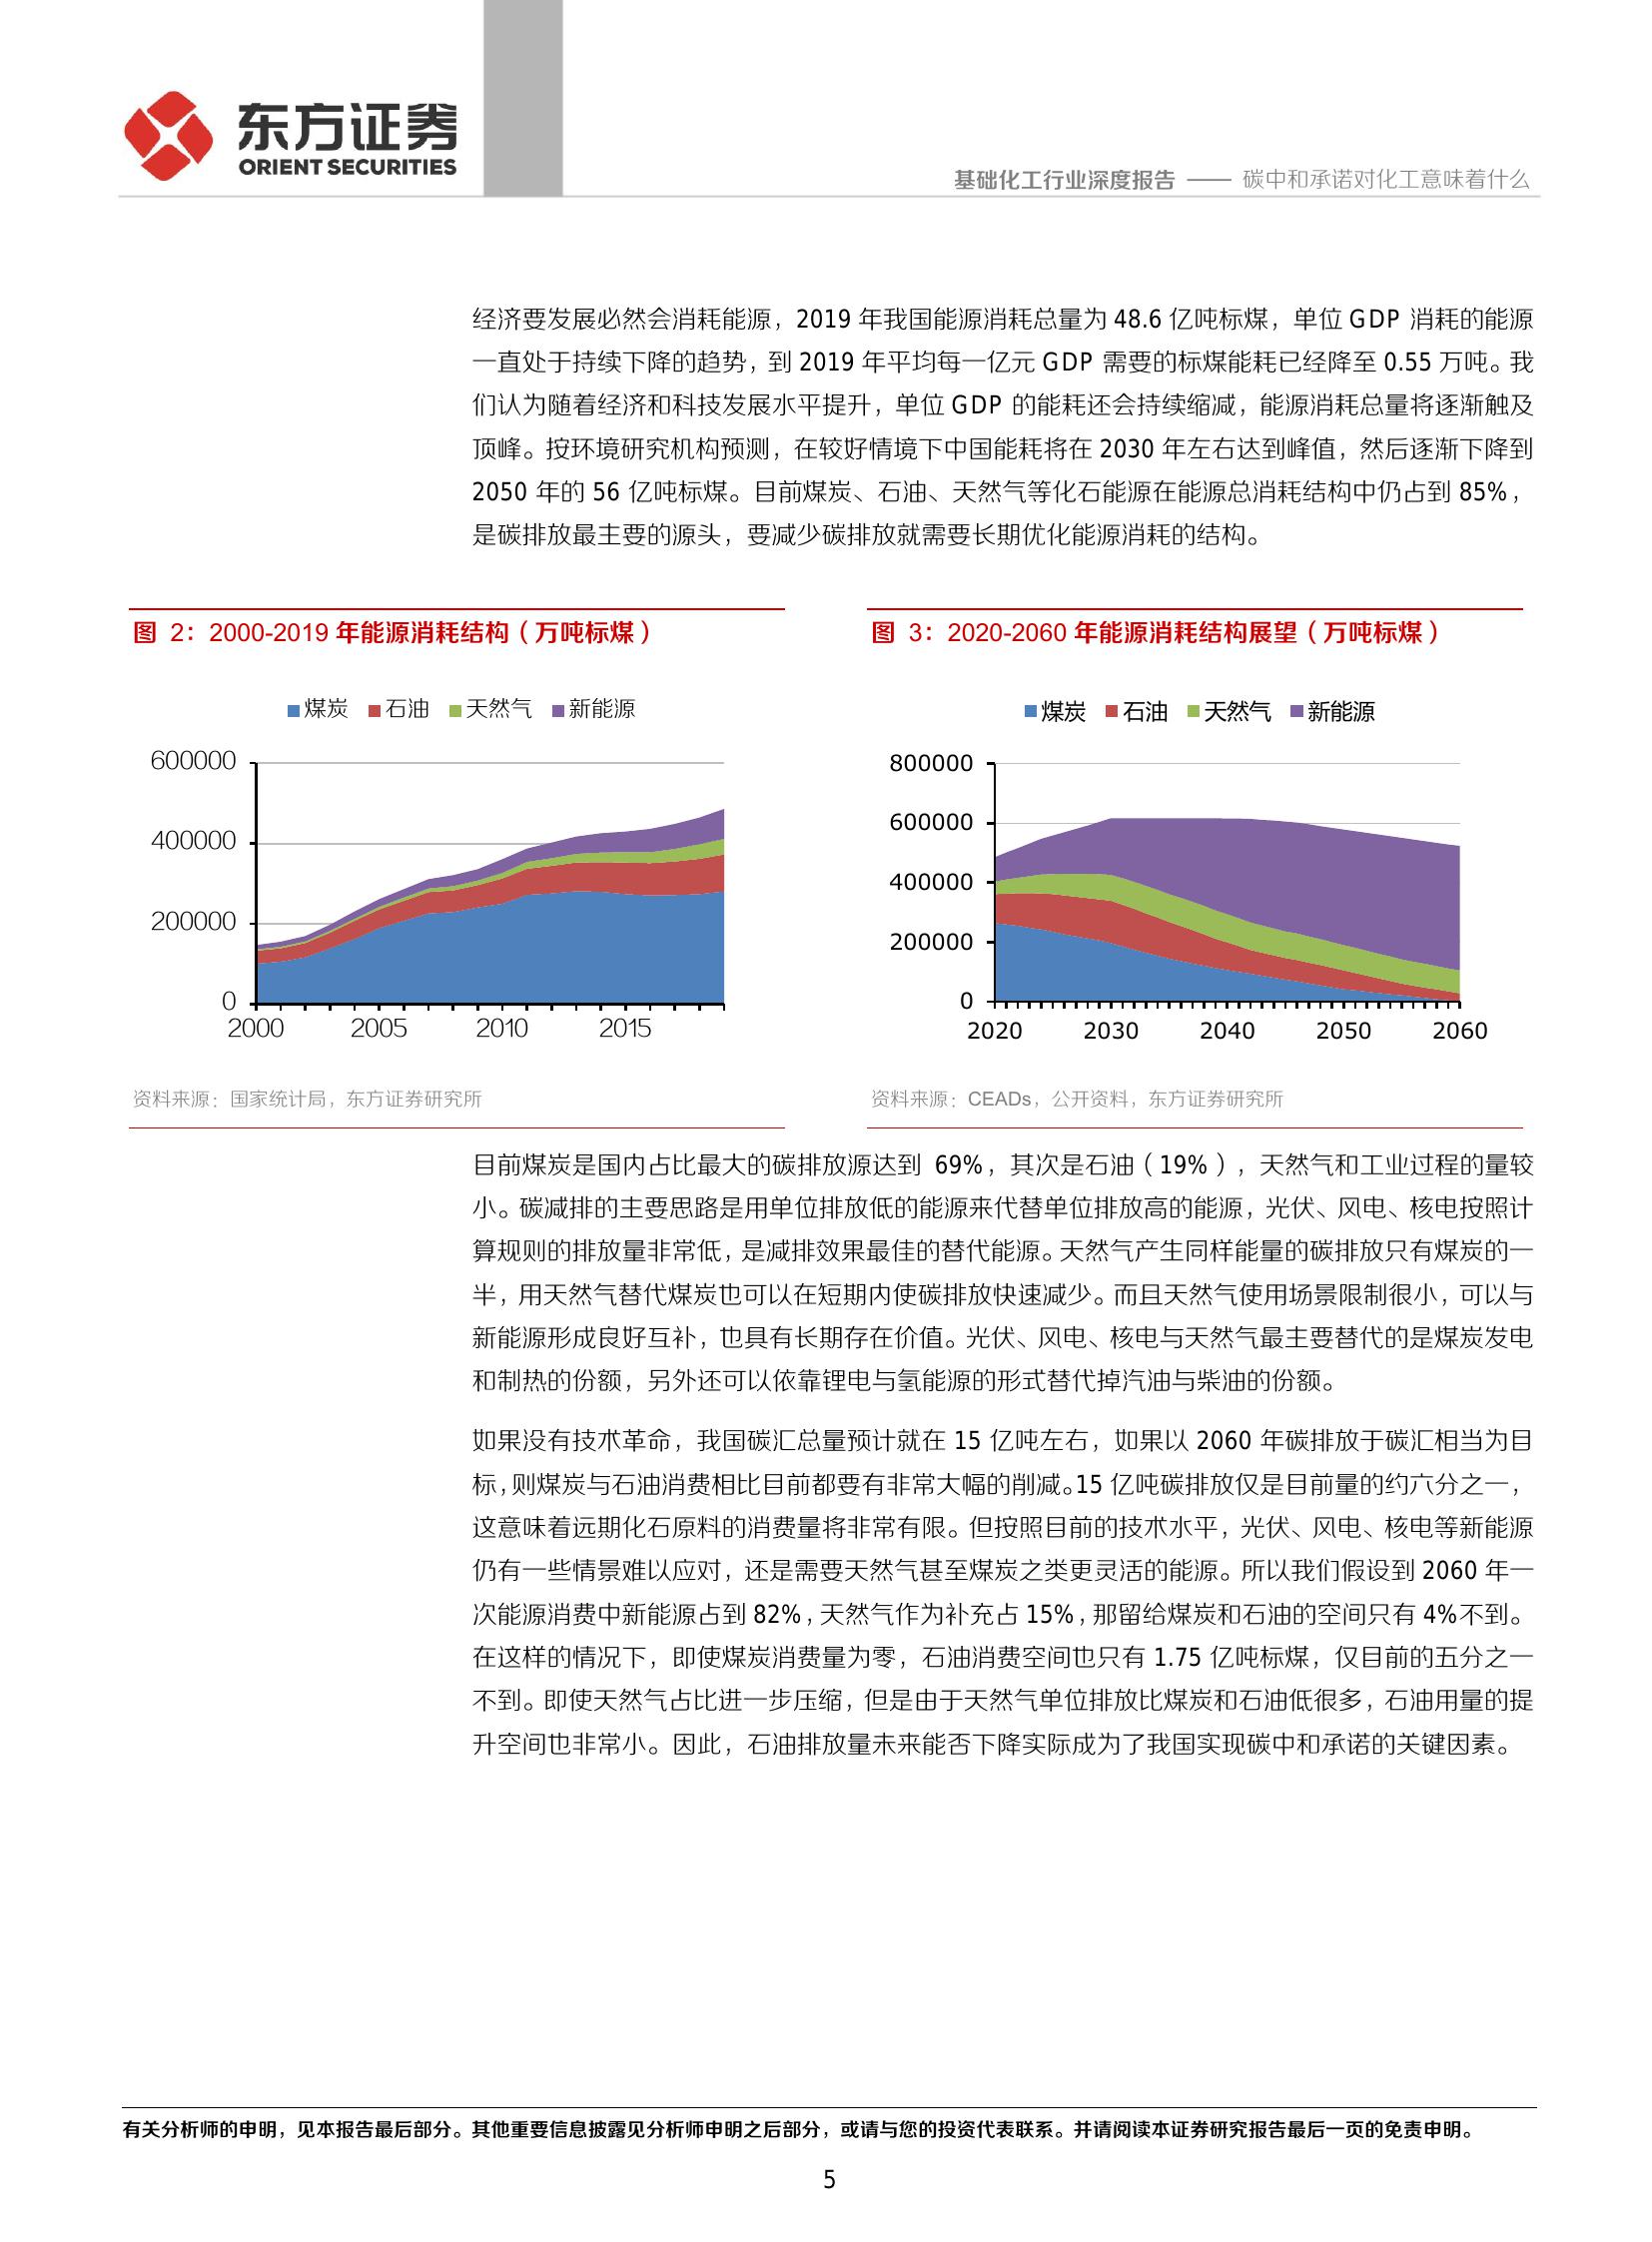 东方证券
ORIENT SECURITIES
基础化工行业深度报告 —— 碳中和承诺对化工意味着什么
经济要发展必然会消耗能源，2019 年我国能源消耗总量为 48.6 亿吨标煤，单位 GDP 消耗的能源
一直处于持续下降的趋势，到 2019 年平均每一亿元 GDP 需要的标煤能耗已经降至 0.55 万吨。我
们认为随着经济和科技发展水平提升，单位 GDP 的能耗还会持续缩减，能源消耗总量将逐渐触及
顶峰。按环境研究机构预测，在较好情境下中国能耗将在 2030 年左右达到峰值，然后逐渐下降到
2050 年的 56 亿吨标煤。目前煤炭、石油、天然气等化石能源在能源总消耗结构中仍占到 85%，
是碳排放最主要的源头，要减少碳排放就需要长期优化能源消耗的结构。
图 2：2000-2019 年能源消耗结构（万吨标煤）
煤炭 石油 天然气 新能源
600000
400000
200000
0
2000 2005 2010 2015
资料来源：国家统计局，东方证券研究所
图 3：2020-2060 年能源消耗结构展望（万吨标煤）
煤炭 石油 天然气 新能源
800000
600000
400000
200000
0
2020 2030 2040 2050 2060
资料来源：CEADs，公开资料，东方证券研究所
目前煤炭是国内占比最大的碳排放源达到 69%，其次是石油（19%），天然气和工业过程的量较
小。碳减排的主要思路是用单位排放低的能源来代替单位排放高的能源，光伏、风电、核电按照计
算规则的排放量非常低，是减排效果最佳的替代能源。天然气产生同样能量的碳排放只有煤炭的一
半，用天然气替代煤炭也可以在短期内使碳排放快速减少。而且天然气使用场景限制很小，可以与
新能源形成良好互补，也具有长期存在价值。光伏、风电、核电与天然气最主要替代的是煤炭发电
和制热的份额，另外还可以依靠锂电与氢能源的形式替代掉汽油与柴油的份额。
如果没有技术革命，我国碳汇总量预计就在 15 亿吨左右，如果以 2060 年碳排放于碳汇相当为目
标，则煤炭与石油消费相比目前都要有非常大幅的削减。15 亿吨碳排放仅是目前量的约六分之一，
这意味着远期化石原料的消费量将非常有限。但按照目前的技术水平，光伏、风电、核电等新能源
仍有一些情景难以应对，还是需要天然气甚至煤炭之类更灵活的能源。所以我们假设到 2060 年一
次能源消费中新能源占到 82%，天然气作为补充占 15%，那留给煤炭和石油的空间只有 4%不到。
在这样的情况下，即使煤炭消费量为零，石油消费空间也只有 1.75 亿吨标煤，仅目前的五分之一
不到。即使天然气占比进一步压缩，但是由于天然气单位排放比煤炭和石油低很多，石油用量的提
升空间也非常小。因此，石油排放量未来能否下降实际成为了我国实现碳中和承诺的关键因素。
有关分析师的申明，见本报告最后部分。其他重要信息披露见分析师申明之后部分，或请与您的投资代表联系。并请阅读本证券研究报告最后一页的免责申明。
5